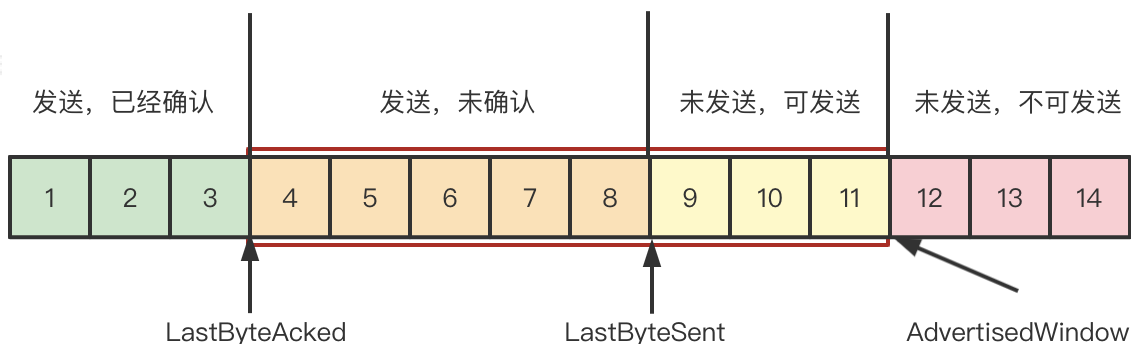 发送，已经确认 发送，未确认 未发送，可发送 未发送，不可发送
1 2 3 4 5 6 7 8 9 10 11 12 13 14
LastByteAcked LastByteSent AdvertisedWindow